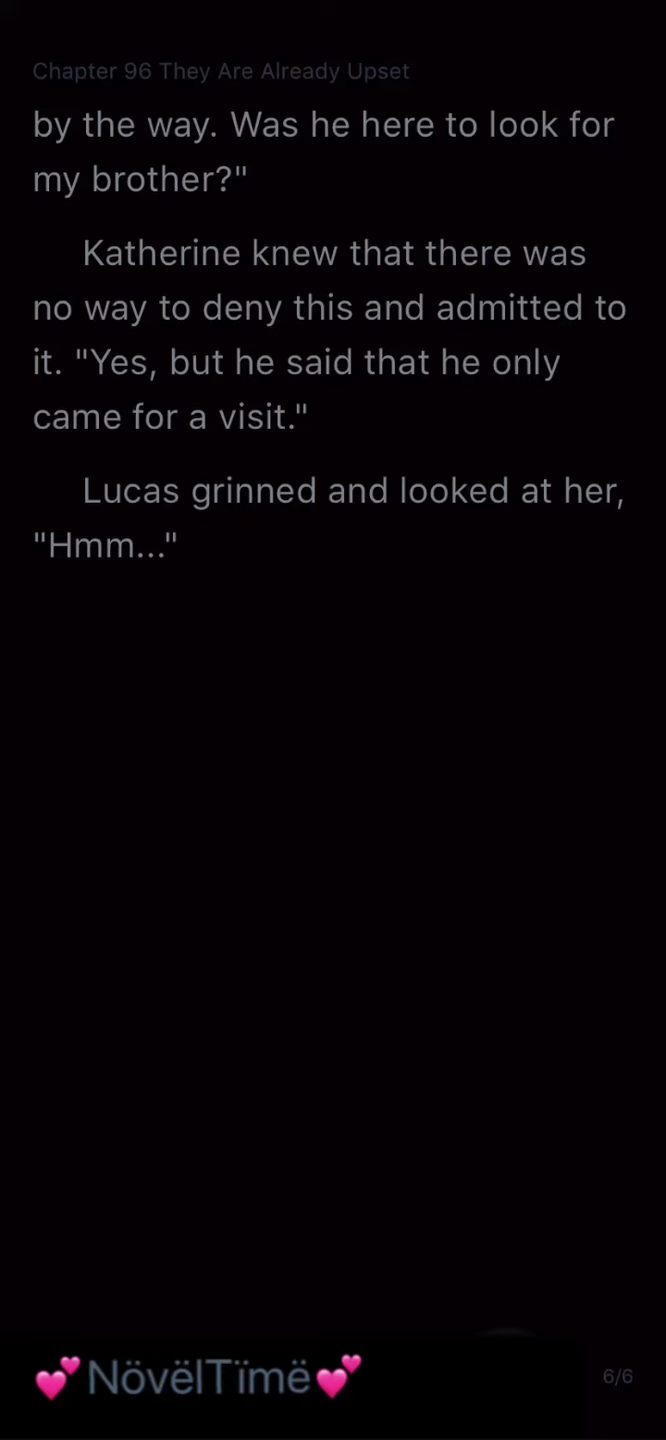 Chapter 96 They Are Already Upset
by the way. Was he here to look for
my brother?"
Katherine knew that there was
no way to deny this and admitted to
it. "Yes, but he said that he only
came for a visit."
Lucas grinned and looked at her,
"Hmm..."
💕NövëlTïmë💕
6/6